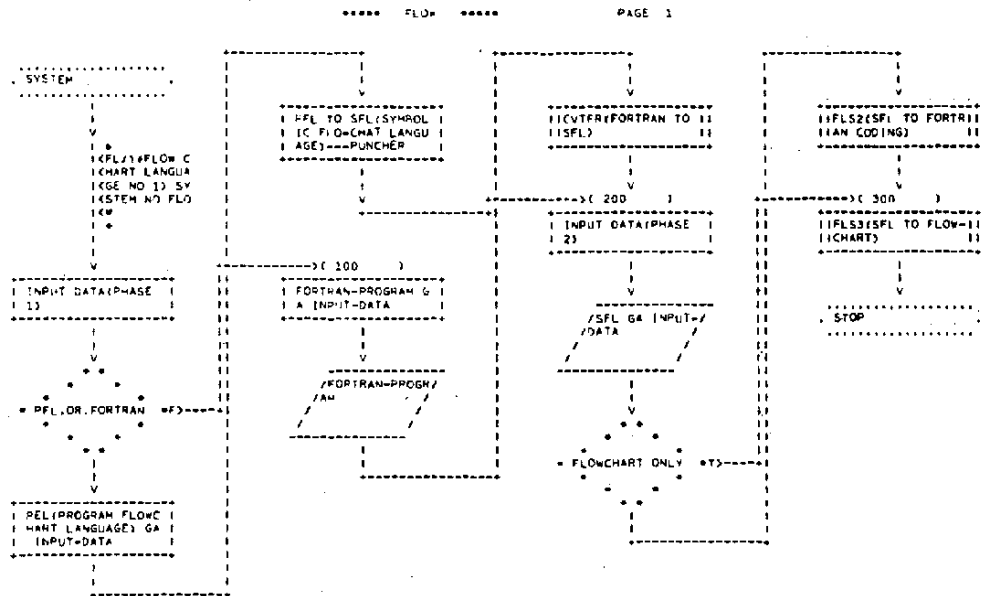 ***** FLOW *****
PAGE 1
SYSTEM
(FL/1)#FLOW C
(HART LANGUA
(GE NO 1) SY
(STEM NO FLO
(W
INPUT DATA(PHASE
1)
PFL.OR.FORTRAN *F>
PEL(PROGRAM FLOWC
HART LANGUAGE) GA
INPUT-DATA
PFL TO SFL(SYMBOL
IC FLO-CHAT LANGU
AGE)---PUNCHER
>( 100 )
FORTRAN-PROGRAM G
A INPUT-DATA
/FORTRAN-PROGR/
/AM
CVTFR(FORTRAN TO
SFL)
>( 200 )
INPUT DATA(PHASE
2)
/SFL GA INPUT-/
/DATA
FLOWCHART ONLY *T>
FLS2(SFL TO FORTR
AN CODING)
>( 300 )
FLS3(SFL TO FLOW-
CHART)
STOP